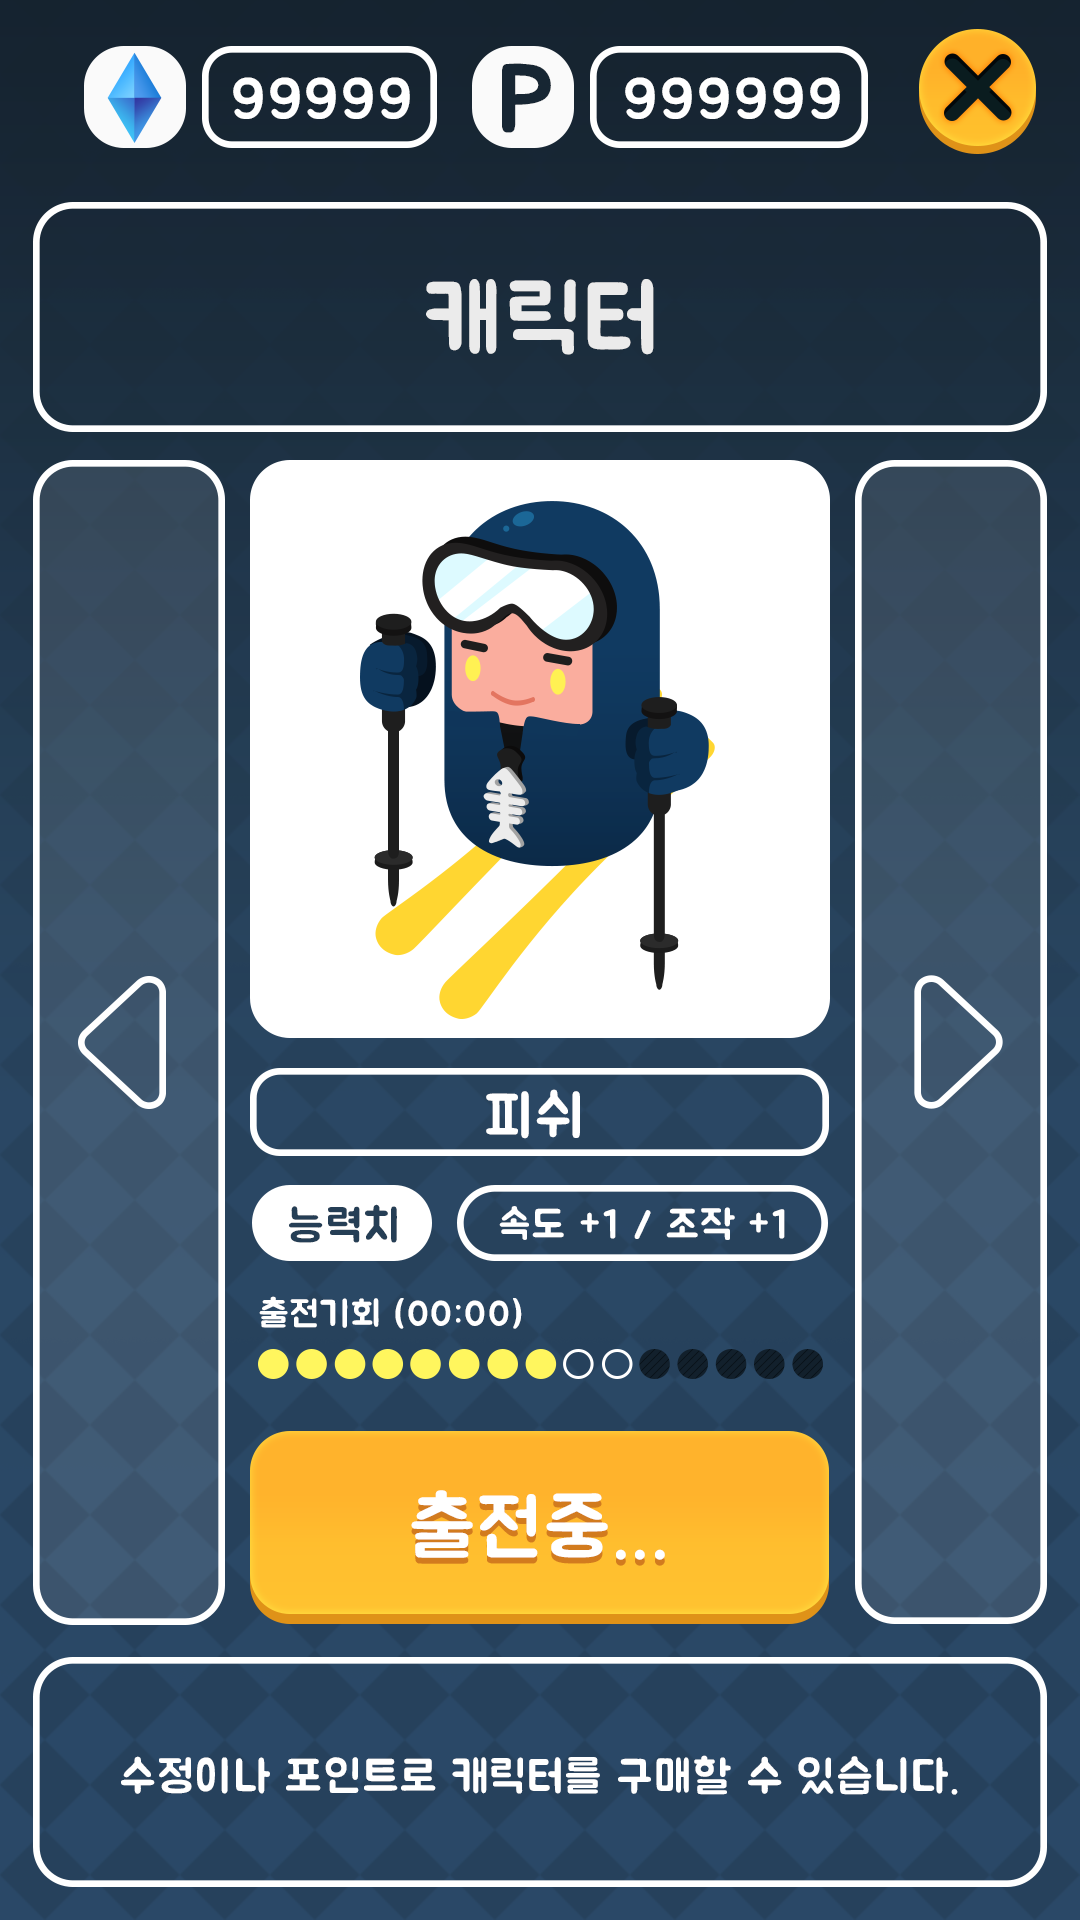 99999 P 999999
캐릭터
피쉬
능력치 속도 +1 / 조작 +1
출전기회 (00:00)
출전중...
수정이나 포인트로 캐릭터를 구매할 수 있습니다.